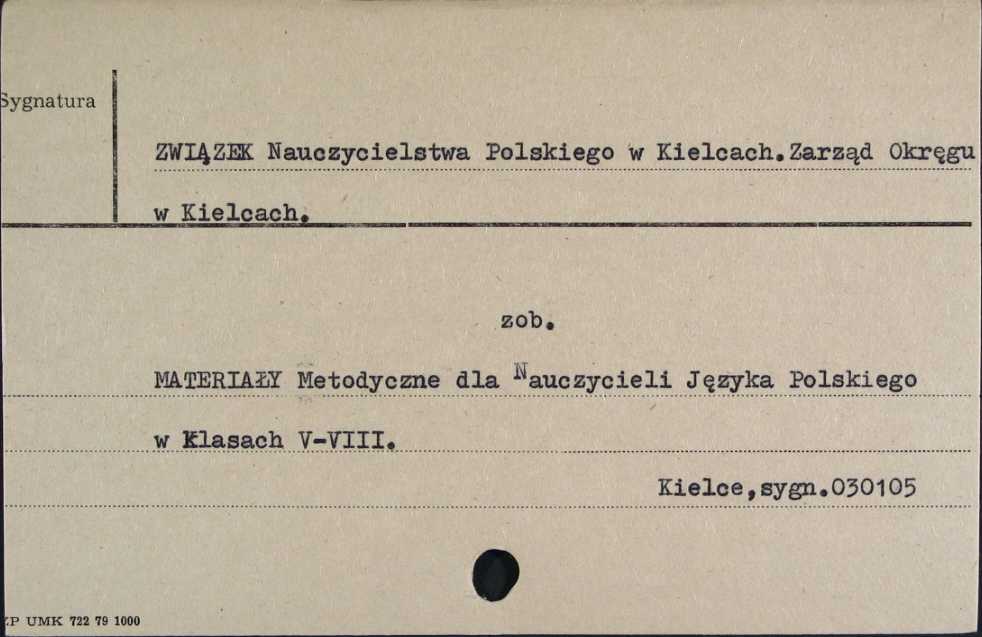 Sygnatura
ZWIĄZEK Nauczycielstwa Polskiego w Kielcach.Zarząd Okręgu
w Kielcach.
zob.
MATERIAŁY Metodyczne dla Nauczycieli Języka Polskiego
w Klasach V-VIII.
Kielce,sygn.030105
ZP UMK 722 79 1000